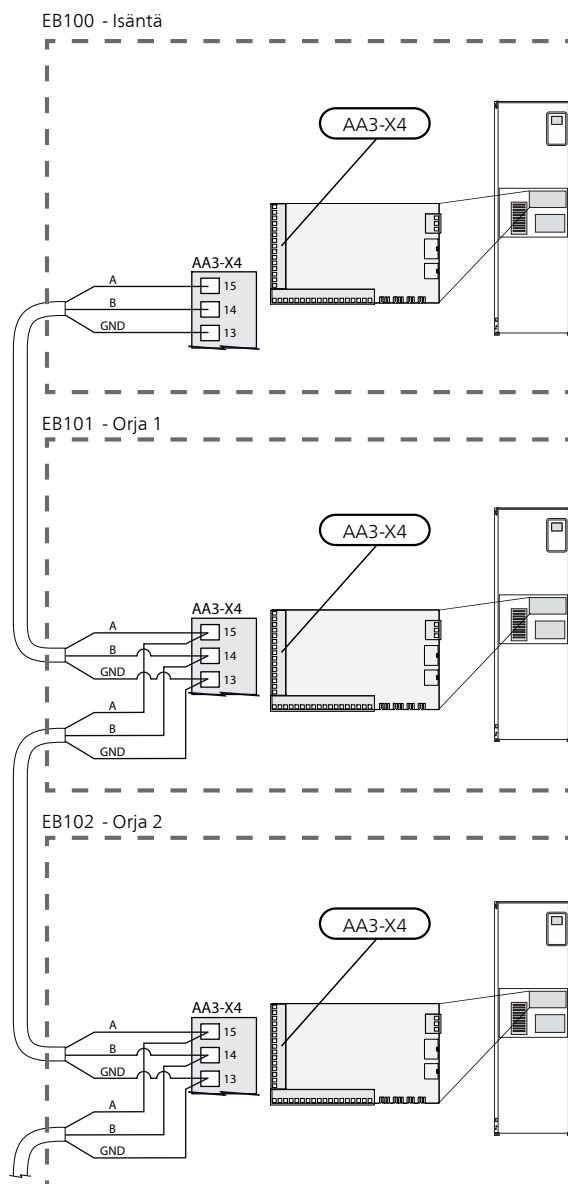 EB100 - Isäntä
AA3-X4
AA3-X4
A
15
B
14
GND
13
EB101 - Orja 1
AA3-X4
AA3-X4
A
15
B
14
GND
13
A
B
GND
EB102 - Orja 2
AA3-X4
AA3-X4
A
15
B
14
GND
13
A
B
GND